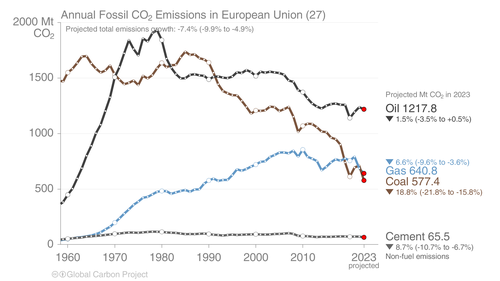 Annual Fossil CO₂ Emissions in European Union (27)
2000 Mt
CO₂
Projected total emissions growth: -7.4% (-9.9% to -4.9%)
1500
1000
500
0
Projected Mt CO₂ in 2023
Oil 1217.8
▼ 1.5% (-3.5% to +0.5%)
▼ 6.6% (-9.6% to -3.6%)
Gas 640.8
Coal 577.4
▼ 18.8% (-21.8% to -15.8%)
Cement 65.5
▼ 8.7% (-10.7% to -6.7%)
Non-fuel emissions
1960 1970 1980 1990 2000 2010 2023
projected
Global Carbon Project